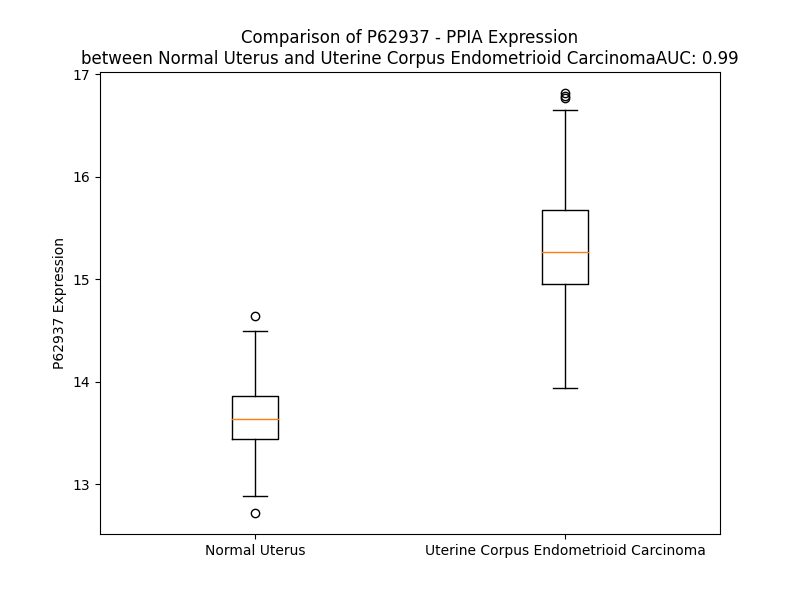 Comparison of P62937 - PPIA Expression
between Normal Uterus and Uterine Corpus Endometrioid CarcinomaAUC: 0.99
17
16
15
14
13
P62937 Expression
Normal Uterus
Uterine Corpus Endometrioid Carcinoma